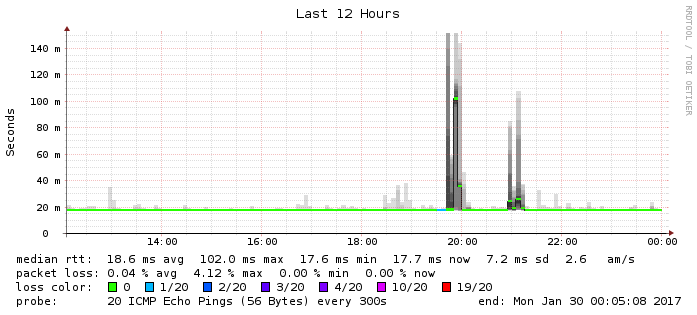 Last 12 Hours
RRDTOOL / TOBI OETIKER
Seconds
140 m
120 m
100 m
80 m
60 m
40 m
20 m
0
14:00 16:00 18:00 20:00 22:00 00:00
median rtt: 18.6 ms avg 102.0 ms max 17.6 ms min 17.7 ms now 7.2 ms sd 2.6 am/s
packet loss: 0.04 % avg 4.12 % max 0.00 % min 0.00 % now
loss color: 0 1/20 2/20 3/20 4/20 10/20 19/20
probe: 20 ICMP Echo Pings (56 Bytes) every 300s end: Mon Jan 30 00:05:08 2017